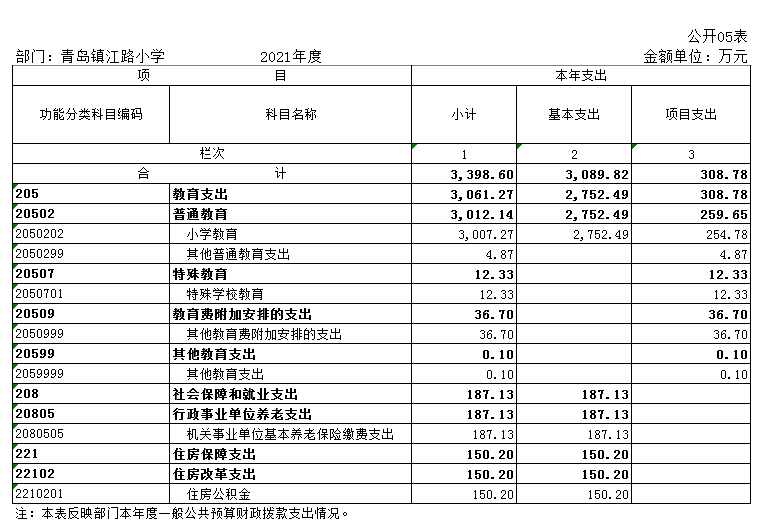 公开05表
部门：青岛镇江路小学 2021年度 金额单位：万元
项 目 本年支出
功能分类科目编码 科目名称 小计 基本支出 项目支出
栏次 1 2 3
合 计 3,398.60 3,089.82 308.78
205 教育支出 3,061.27 2,752.49 308.78
20502 普通教育 3,012.14 2,752.49 259.65
2050202 小学教育 3,007.27 2,752.49 254.78
2050299 其他普通教育支出 4.87 4.87
20507 特殊教育 12.33 12.33
2050701 特殊学校教育 12.33 12.33
20509 教育费附加安排的支出 36.70 36.70
2050999 其他教育费附加安排的支出 36.70 36.70
20599 其他教育支出 0.10 0.10
2059999 其他教育支出 0.10 0.10
208 社会保障和就业支出 187.13 187.13
20805 行政事业单位养老支出 187.13 187.13
2080505 机关事业单位基本养老保险缴费支出 187.13 187.13
221 住房保障支出 150.20 150.20
22102 住房改革支出 150.20 150.20
2210201 住房公积金 150.20 150.20
注：本表反映部门本年度一般公共预算财政拨款支出情况。